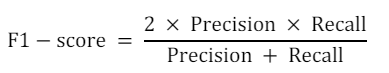 F1 − score = 2 × Precision × Recall / Precision + Recall